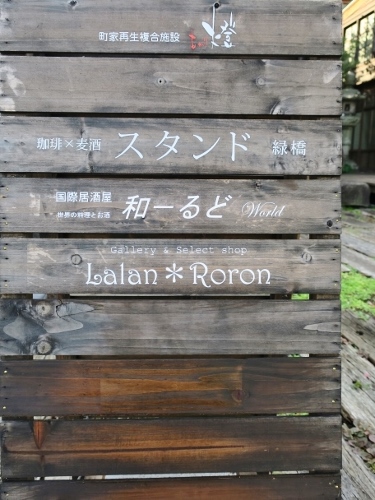 町家再生複合施設 燈
珈琲×麦酒 スタンド 緑橋
国際居酒屋 和ーるど World
世界の料理とお酒
Gallery & Select shop
Lalan＊Roron